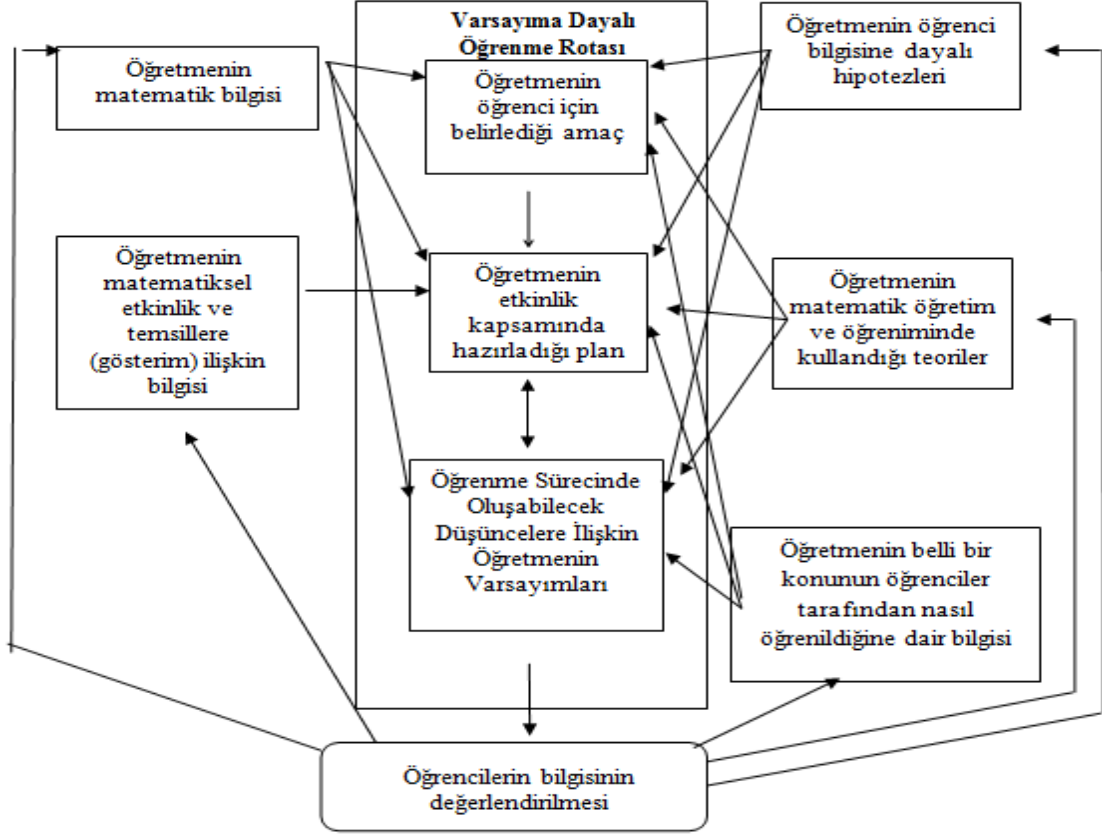 Varsayıma Dayalı
Öğrenme Rotası
Öğretmenin
matematik bilgisi
Öğretmenin
öğrenci için
belirlediği amaç
Öğretmenin öğrenci
bilgisine dayalı
hipotezleri
Öğretmenin
matematiksel
etkinlik ve
temsillere
(gösterim) ilişkin
bilgisi
Öğretmenin
etkinlik
kapsamında
hazırladığı plan
Öğretmenin
matematik öğretim
ve öğreniminde
kullandığı teoriler
Öğrenme Sürecinde
Oluşabilecek
Düşüncelere İlişkin
Öğretmenin
Varsayımları
Öğretmenin belli bir
konunun öğrenciler
tarafından nasıl
öğrenildiğine dair bilgisi
Öğrencilerin bilgisinin
değerlendirilmesi